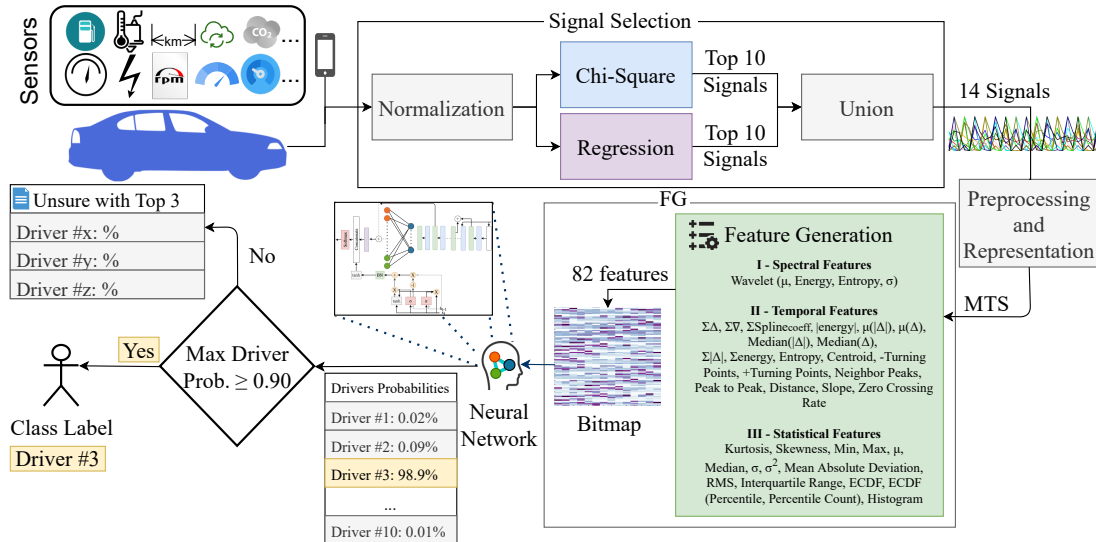 Sensors
km
CO2
...
rpm
...
Signal Selection
Normalization
Chi-Square
Regression
Top 10
Signals
Top 10
Signals
Union
14 Signals
Preprocessing
and
Representation
MTS
FG
Feature Generation
I - Spectral Features
Wavelet (μ, Energy, Entropy, σ)
II - Temporal Features
Σ∆, Σ∇, ΣSplinecoeff, |energy|, μ(|∆|), μ(∆),
Median(|∆|), Median(∆),
Σ|∆|, Σenergy, Entropy, Centroid, -Turning
Points, +Turning Points, Neighbor Peaks,
Peak to Peak, Distance, Slope, Zero Crossing
Rate
III - Statistical Features
Kurtosis, Skewness, Min, Max, μ,
Median, σ, σ², Mean Absolute Deviation,
RMS, Interquartile Range, ECDF, ECDF
(Percentile, Percentile Count), Histogram
82 features
Bitmap
Neural
Network
Drivers Probabilities
Driver #1: 0.02%
Driver #2: 0.09%
Driver #3: 98.9%
...
Driver #10: 0.01%
Max Driver
Prob. ≥ 0.90
No
Unsure with Top 3
Driver #x: %
Driver #y: %
Driver #z: %
Yes
Class Label
Driver #3